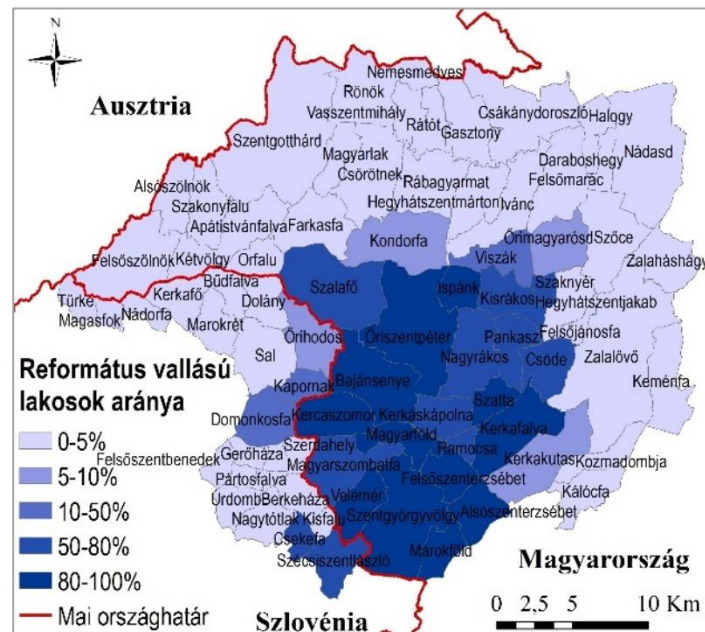 N
Ausztria
Nemesmedves
Rönök
Vasszentmihály
Csákánydoroszló
Halogy
Rátót
Gasztony
Szentgotthárd
Nádasd
Magyarlak
Csörötnek
Daraboshegy
Felsőmarác
Alsószölnök
Rábagyarmat
Szakonyfalu
Hegyhátszentmárton
Ivánc
Apátistvánfalva
Farkasfa
Kondorfa
Őrimagyarósd
Szőce
Viszák
Felsőszölnök
Kétvölgy
Orfalu
Zalaháshágy
Szalafő
Ispánk
Szaknyér
Kisrákos
Hegyhátszentjakab
Türke
Kerkafő
Búdfalva
Dolány
Magasfok
Nádorfa
Marokrét
Őrihodos
Őriszentpéter
Pankasz
Felsőjánosfa
Sal
Nagyrákos
Csöde
Zalalövő
Református vallású
lakosok aránya
Kápornak
Bajánsenye
Keménfa
Domonkosfa
Kercaszomor
Kerkáskápolna
Szatta
Magyarföld
Kerkafalva
0-5%
Felsőszentbenedek
Gerőháza
Szerdahely
Ramocsa
5-10%
Magyarszombatfa
Kerkakutas
Kozmadombja
Pártosfalva
Felsőszenterzsébet
10-50%
Úrdomb
Berkeháza
Velemér
Kálócfa
Nagytótlak
Kisfalu
Szentgyörgyvölgy
Alsószenterzsébet
50-80%
Csekefa
80-100%
Szécsiszentlászló
Márokföld
Magyarország
Mai országhatár
Szlovénia
0 2,5 5 10 Km